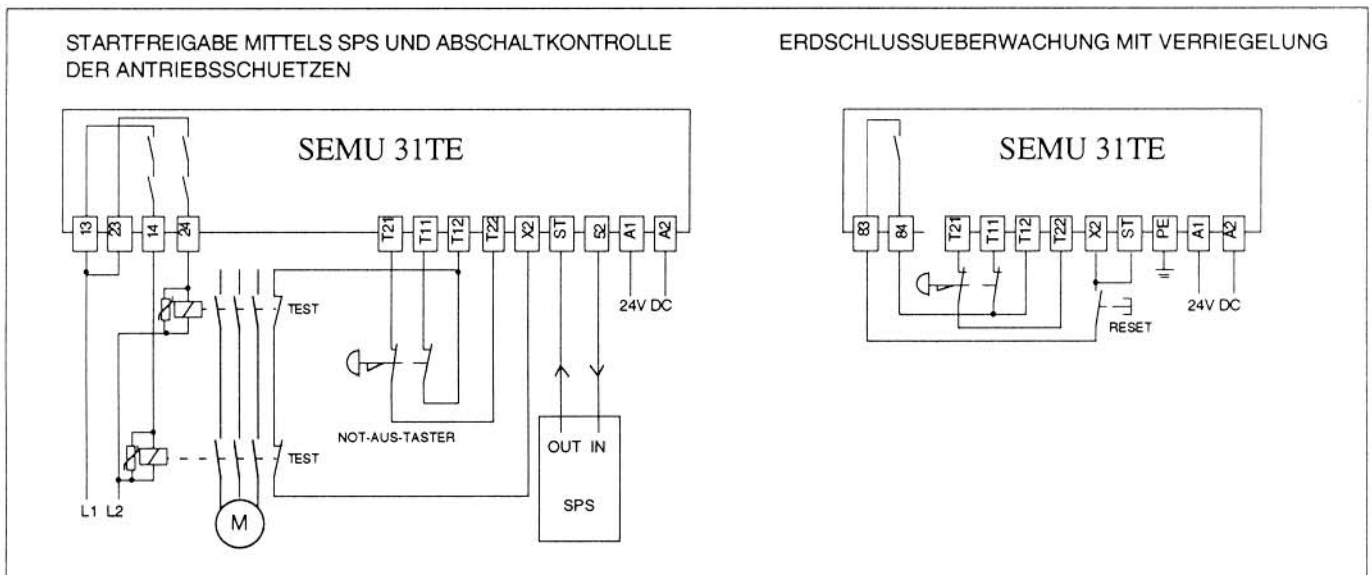 STARTFREIGABE MITTELS SPS UND ABSCHALTKONTROLLE
DER ANTRIEBSSCHUETZEN
SEMU 31TE
13 23 14 24 T21 T11 T12 T22 X2 ST 52 A1 A2
24V DC
TEST
NOT-AUS-TASTER
TEST
OUT IN
SPS
L1 L2
M
ERDSCHLUSSUEBERWACHUNG MIT VERRIEGELUNG
SEMU 31TE
83 84 T21 T11 T12 T22 X2 ST PE A1 A2
24V DC
RESET